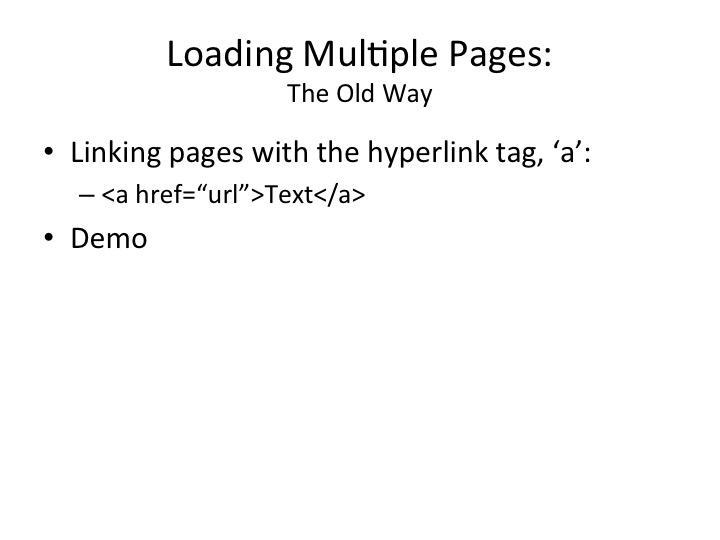 Loading Multiple Pages:
The Old Way
• Linking pages with the hyperlink tag, ‘a’:
– <a href=“url”>Text</a>
• Demo